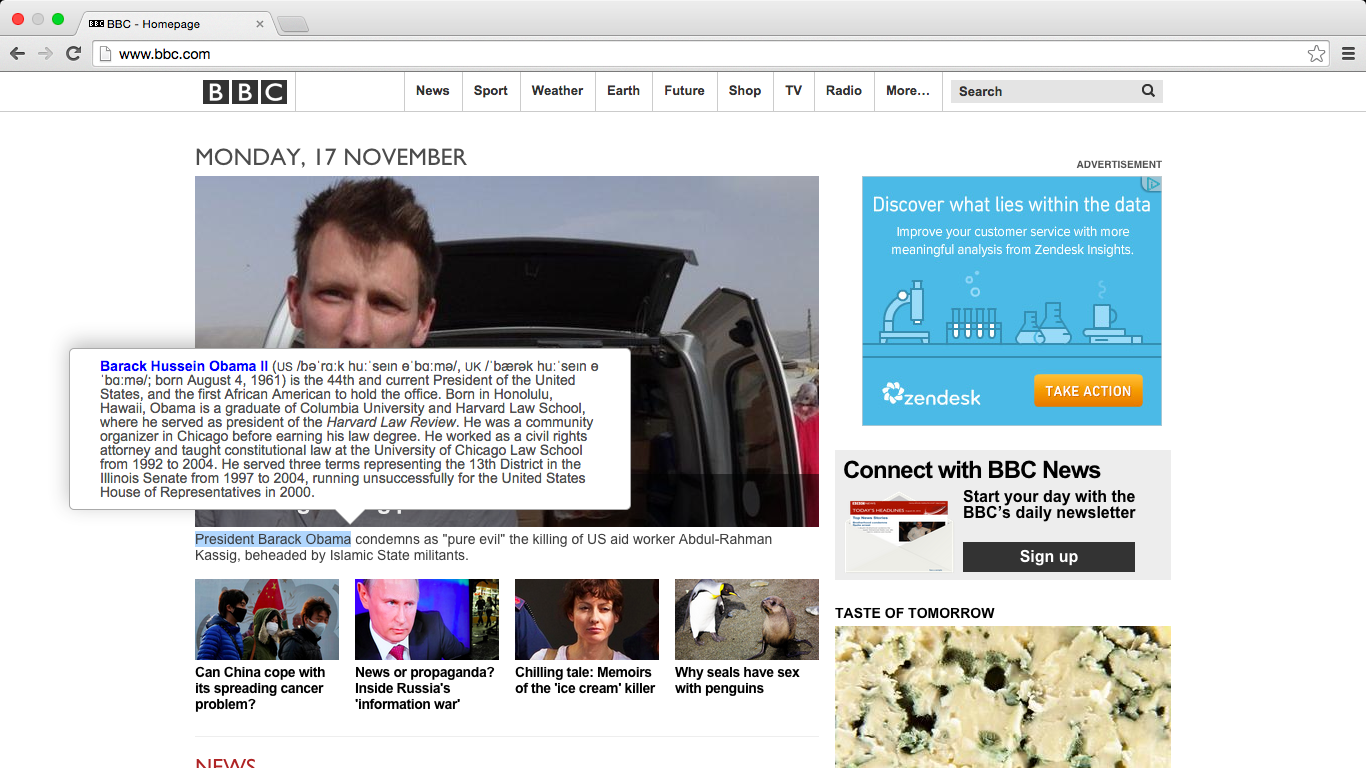 BBC BBC - Homepage
www.bbc.com
BBC
News Sport Weather Earth Future Shop TV Radio More... Search
MONDAY, 17 NOVEMBER
ADVERTISEMENT
Discover what lies within the data
Improve your customer service with more
meaningful analysis from Zendesk Insights.
zendesk
TAKE ACTION
Barack Hussein Obama II (US /bəˈrɑːk huːˈseɪn ɵˈbɑːmə/, UK /ˈbærək huːˈseɪn ɵ
ˈbɑːmə/; born August 4, 1961) is the 44th and current President of the United
States, and the first African American to hold the office. Born in Honolulu,
Hawaii, Obama is a graduate of Columbia University and Harvard Law School,
where he served as president of the Harvard Law Review. He was a community
organizer in Chicago before earning his law degree. He worked as a civil rights
attorney and taught constitutional law at the University of Chicago Law School
from 1992 to 2004. He served three terms representing the 13th District in the
Illinois Senate from 1997 to 2004, running unsuccessfully for the United States
House of Representatives in 2000.
President Barack Obama condemns as "pure evil" the killing of US aid worker Abdul-Rahman
Kassig, beheaded by Islamic State militants.
Connect with BBC News
Start your day with the
BBC's daily newsletter
Sign up
TODAY'S HEADLINES
Top News Stories
TASTE OF TOMORROW
Can China cope with
its spreading cancer
problem?
News or propaganda?
Inside Russia's
'information war'
Chilling tale: Memoirs
of the 'ice cream' killer
Why seals have sex
with penguins
NEWS